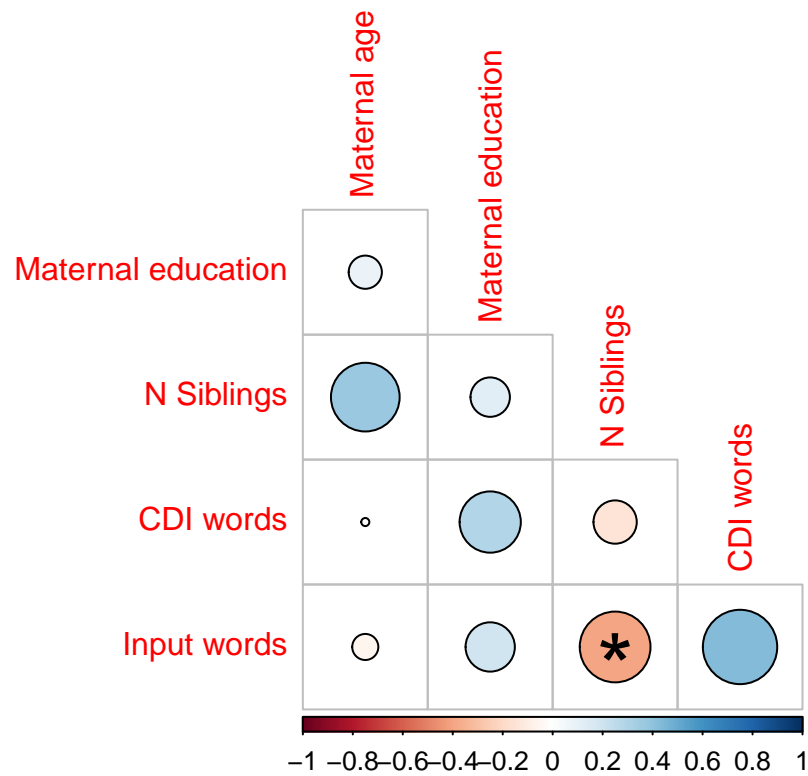 Maternal age
Maternal education
N Siblings
CDI words
Maternal education
N Siblings
CDI words
Input words
*
−1 −0.8 −0.6 −0.4 −0.2 0 0.2 0.4 0.6 0.8 1